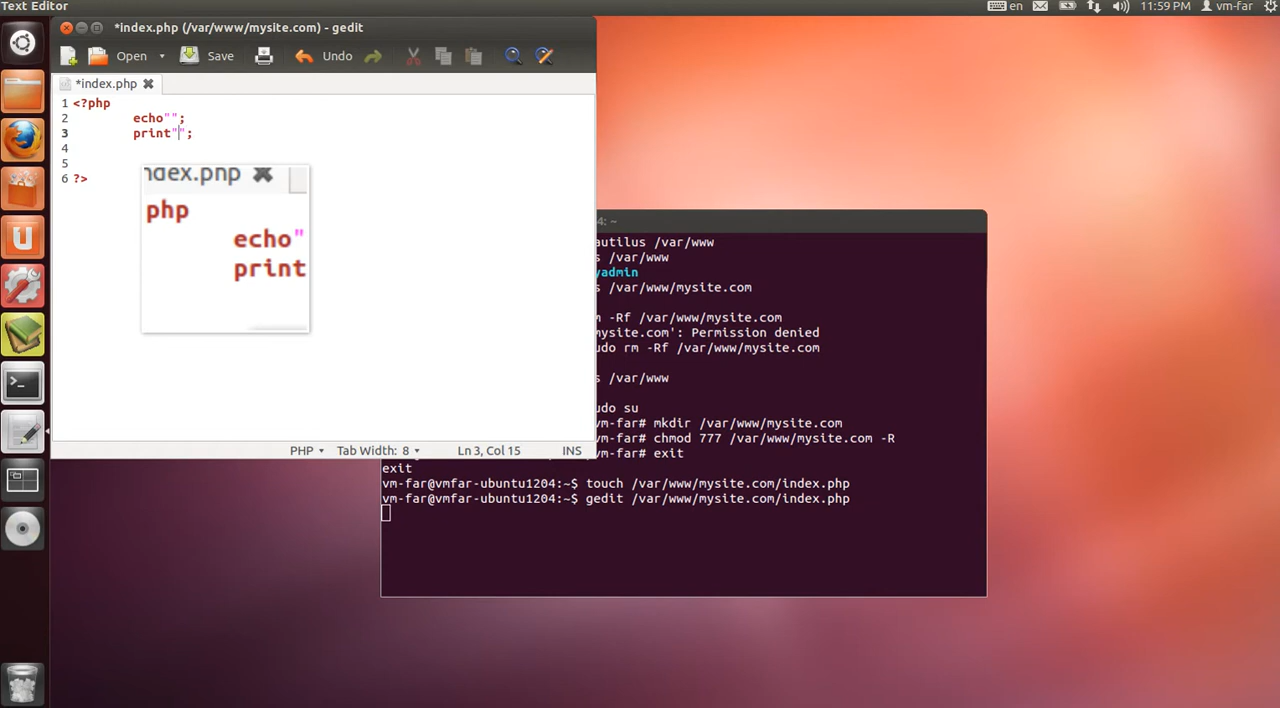 Text Editor
en
11:59 PM
vm-far
*index.php (/var/www/mysite.com) - gedit
Open
Save
Undo
*index.php
1 <?php
2 echo"";
3 print"";
4
5
6 ?>
php
echo"
print
PHP
Tab Width: 8
Ln 3, Col 15
INS
4: ~
autilus /var/www
s /var/www
yadmin
s /var/www/mysite.com
m -Rf /var/www/mysite.com
mysite.com': Permission denied
udo rm -Rf /var/www/mysite.com
s /var/www
udo su
vm-far# mkdir /var/www/mysite.com
vm-far# chmod 777 /var/www/mysite.com -R
vm-far# exit
exit
vm-far@vmfar-ubuntu1204:~$ touch /var/www/mysite.com/index.php
vm-far@vmfar-ubuntu1204:~$ gedit /var/www/mysite.com/index.php